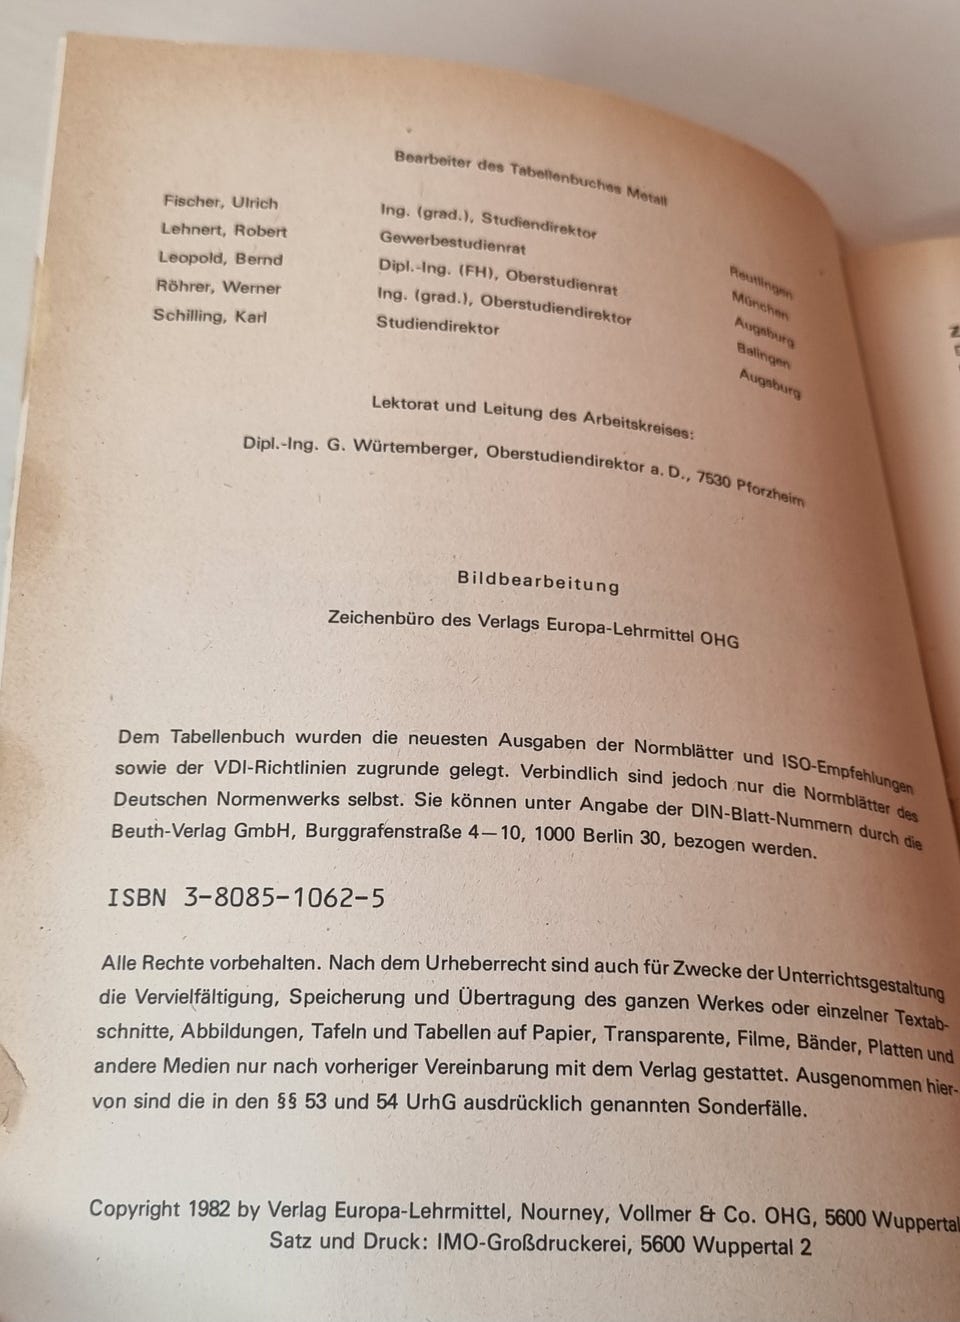 Bearbeiter des Tabellenbuches Metall
Fischer, Ulrich Ing. (grad.), Studiendirektor Reutlingen
Lehnert, Robert Gewerbestudienrat München
Leopold, Bernd Dipl.-Ing. (FH), Oberstudienrat Augsburg
Röhrer, Werner Ing. (grad.), Oberstudiendirektor Balingen
Schilling, Karl Studiendirektor Augsburg
Lektorat und Leitung des Arbeitskreises:
Dipl.-Ing. G. Würtemberger, Oberstudiendirektor a. D., 7530 Pforzheim
Bildbearbeitung
Zeichenbüro des Verlags Europa-Lehrmittel OHG
Dem Tabellenbuch wurden die neuesten Ausgaben der Normblätter und ISO-Empfehlungen
sowie der VDI-Richtlinien zugrunde gelegt. Verbindlich sind jedoch nur die Normblätter des
Deutschen Normenwerks selbst. Sie können unter Angabe der DIN-Blatt-Nummern durch die
Beuth-Verlag GmbH, Burggrafenstraße 4—10, 1000 Berlin 30, bezogen werden.
ISBN 3-8085-1062-5
Alle Rechte vorbehalten. Nach dem Urheberrecht sind auch für Zwecke der Unterrichtsgestaltung
die Vervielfältigung, Speicherung und Übertragung des ganzen Werkes oder einzelner Textab-
schnitte, Abbildungen, Tafeln und Tabellen auf Papier, Transparente, Filme, Bänder, Platten und
andere Medien nur nach vorheriger Vereinbarung mit dem Verlag gestattet. Ausgenommen hier-
von sind die in den §§ 53 und 54 UrhG ausdrücklich genannten Sonderfälle.
Copyright 1982 by Verlag Europa-Lehrmittel, Nourney, Vollmer & Co. OHG, 5600 Wuppertal
Satz und Druck: IMO-Großdruckerei, 5600 Wuppertal 2